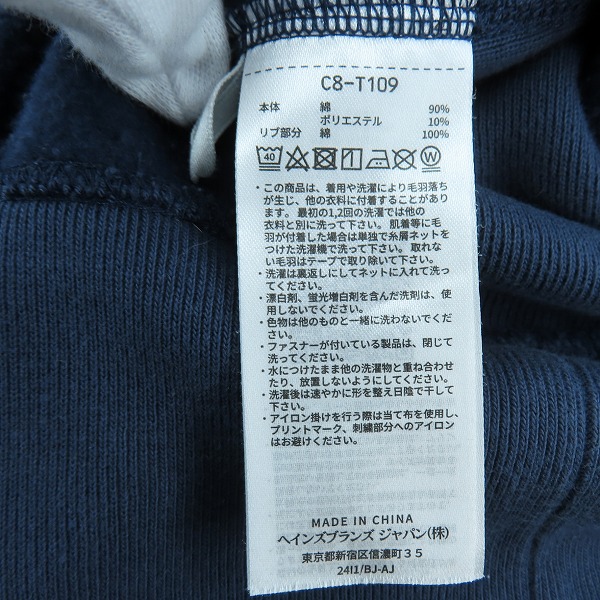 C8-T109
本体 綿 90%
ポリエステル 10%
リブ部分 綿 100%
40 W
・この商品は、着用や洗濯により毛羽落ち
が生じ、他の衣料に付着することがあり
ます。最初の1,2回の洗濯では他の
衣料と別に洗って下さい。肌着等に毛
羽が付着した場合は単独で糸屑ネットを
つけた洗濯機で洗って下さい。取れな
い毛羽はテープで取り除いて下さい。
・洗濯は裏返しにしてネットに入れて洗っ
てください。
・漂白剤、蛍光増白剤を含んだ洗剤は、使
用しないでください。
・色物は他のものと一緒に洗わないでくだ
さい。
・ファスナーが付いている製品は、閉じて
洗ってください。
・水につけたまま他の洗濯物と重ね合わせ
たり、放置しないようにしてください。
・洗濯後は速やかに形を整え日陰で干して
下さい。
・アイロン掛けを行う際は当て布を使用し、
プリントマーク、刺繍部分へのアイロン
はお避けください。
MADE IN CHINA
ヘインズブランズ ジャパン(株)
東京都新宿区信濃町35
24I1/BJ-AJ